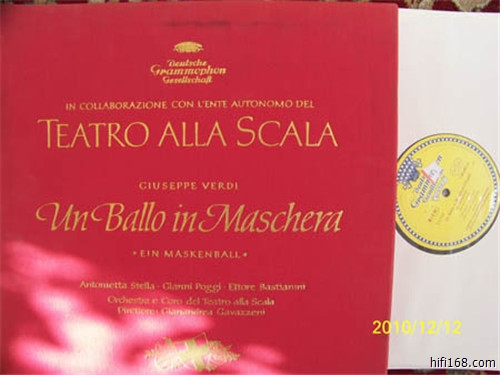 Deutsche
Grammophon
Gesellschaft
IN COLLABORAZIONE CON L'ENTE AUTONOMO DEL
TEATRO ALLA SCALA
GIUSEPPE VERDI
Un Ballo in Maschera
• EIN MASKENBALL •
Antonietta Stella · Gianni Poggi · Ettore Bastianini
Orchestra e Coro del Teatro alla Scala
Direttore: Gianandrea Gavazzeni
2010/12/12
hifi168.com